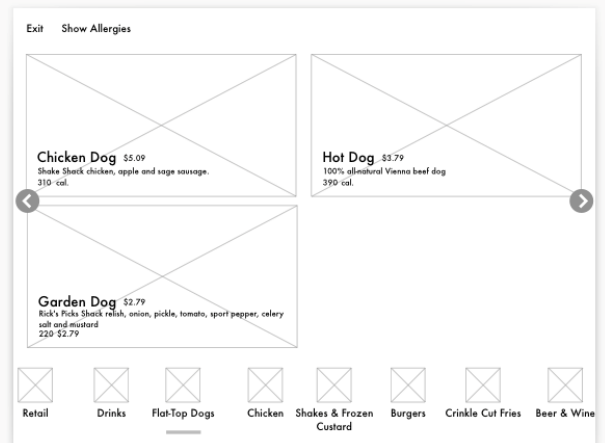 Exit Show Allergies
Chicken Dog $5.09
Shake Shack chicken, apple and sage sausage.
310 cal.
Hot Dog $3.79
100% all-natural Vienna beef dog
390 cal.
Garden Dog $2.79
Rick's Picks Shack relish, onion, pickle, tomato, sport pepper, celery
salt and mustard
220 $2.79
Retail
Drinks
Flat-Top Dogs
Chicken
Shakes & Frozen
Custard
Burgers
Crinkle Cut Fries
Beer & Wine